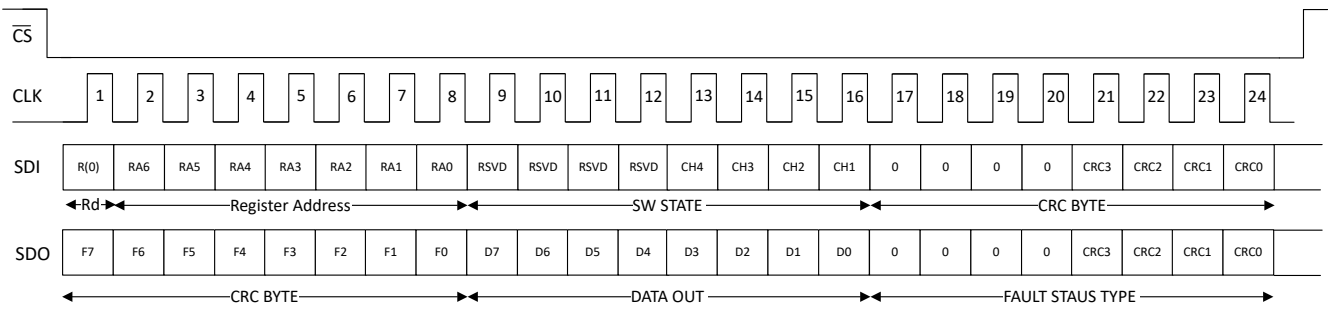 CS
CLK 1 2 3 4 5 6 7 8 9 10 11 12 13 14 15 16 17 18 19 20 21 22 23 24
SDI R(0) RA6 RA5 RA4 RA3 RA2 RA1 RA0 RSVD RSVD RSVD RSVD CH4 CH3 CH2 CH1 0 0 0 0 CRC3 CRC2 CRC1 CRC0
Rd Register Address SW STATE CRC BYTE
SDO F7 F6 F5 F4 F3 F2 F1 F0 D7 D6 D5 D4 D3 D2 D1 D0 0 0 0 0 CRC3 CRC2 CRC1 CRC0
CRC BYTE DATA OUT FAULT STAUS TYPE